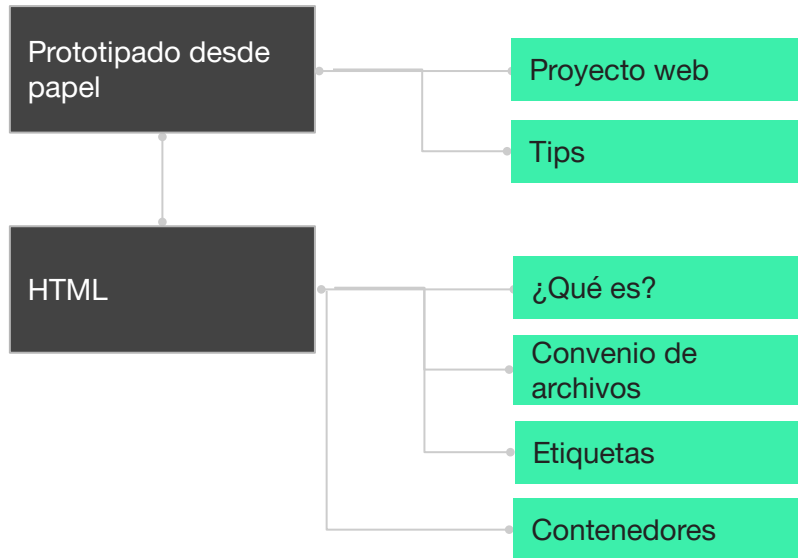 Prototipado desde
papel
Proyecto web
Tips
HTML
¿Qué es?
Convenio de
archivos
Etiquetas
Contenedores